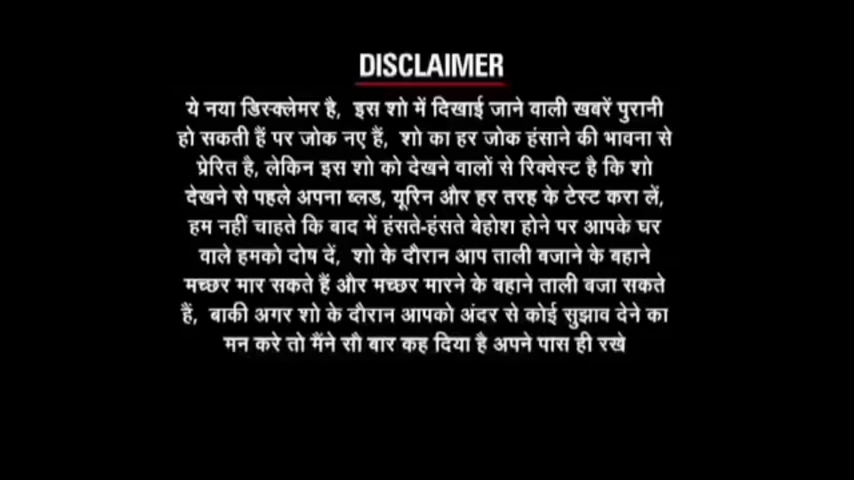 DISCLAIMER
ये नया डिस्क्लेमर है, इस शो में दिखाई जाने वाली खबरें पुरानी
हो सकती हैं पर जोक नए हैं, शो का हर जोक हंसाने की भावना से
प्रेरित है, लेकिन इस शो को देखने वालों से रिक्वेस्ट है कि शो
देखने से पहले अपना ब्लड, यूरिन और हर तरह के टेस्ट करा लें,
हम नहीं चाहते कि बाद में हंसते-हंसते बेहोश होने पर आपके घर
वाले हमको दोष दें, शो के दौरान आप ताली बजाने के बहाने
मच्छर मार सकते हैं और मच्छर मारने के बहाने ताली बजा सकते
हैं, बाकी अगर शो के दौरान आपको अंदर से कोई सुझाव देने का
मन करे तो मैंने सौ बार कह दिया है अपने पास ही रखे